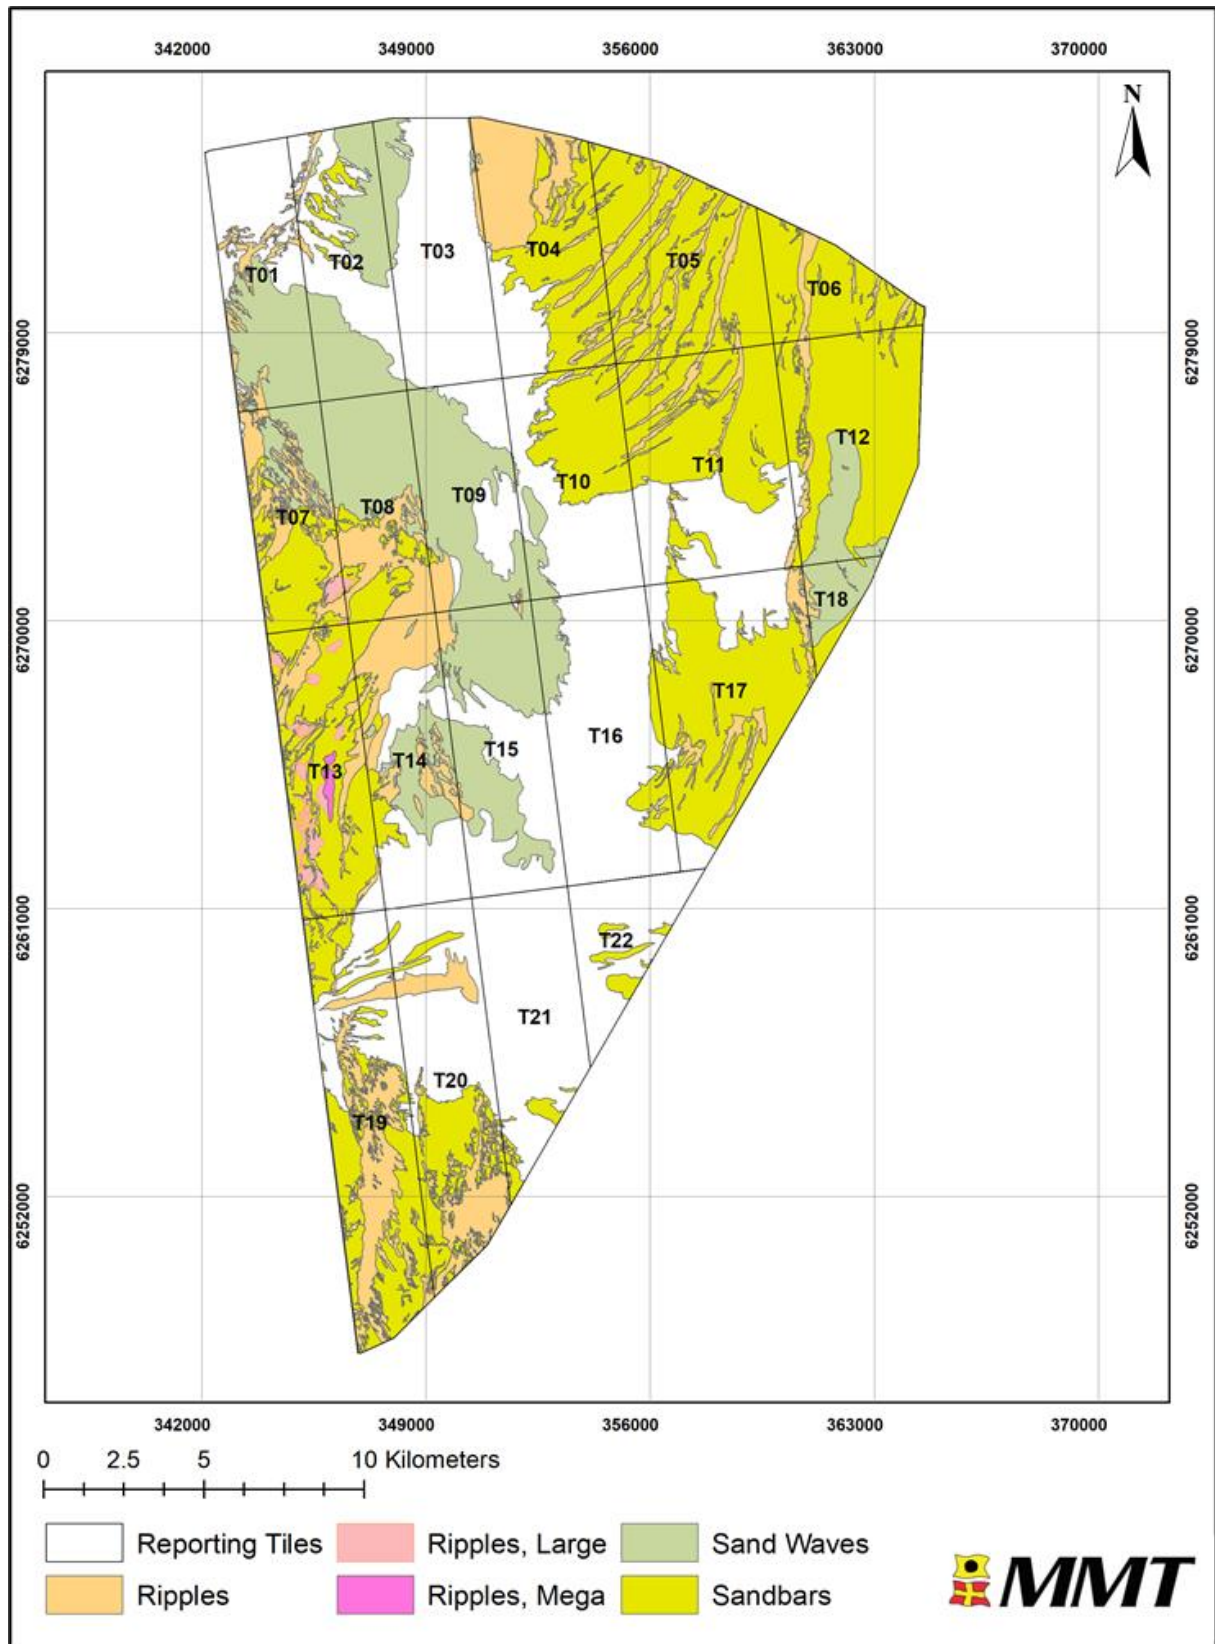 342000 349000 356000 363000 370000
N
T03
T04
T05
T02
T01
T06
6279000 6279000
T12
T11
T10
T09
T08
T07
T18
6270000 6270000
T17
T16
T15
T14
T13
T22
6261000 6261000
T21
T20
T19
6252000 6252000
342000 349000 356000 363000 370000
0 2.5 5 10 Kilometers
Reporting Tiles Ripples, Large Sand Waves
Ripples Ripples, Mega Sandbars
MMT